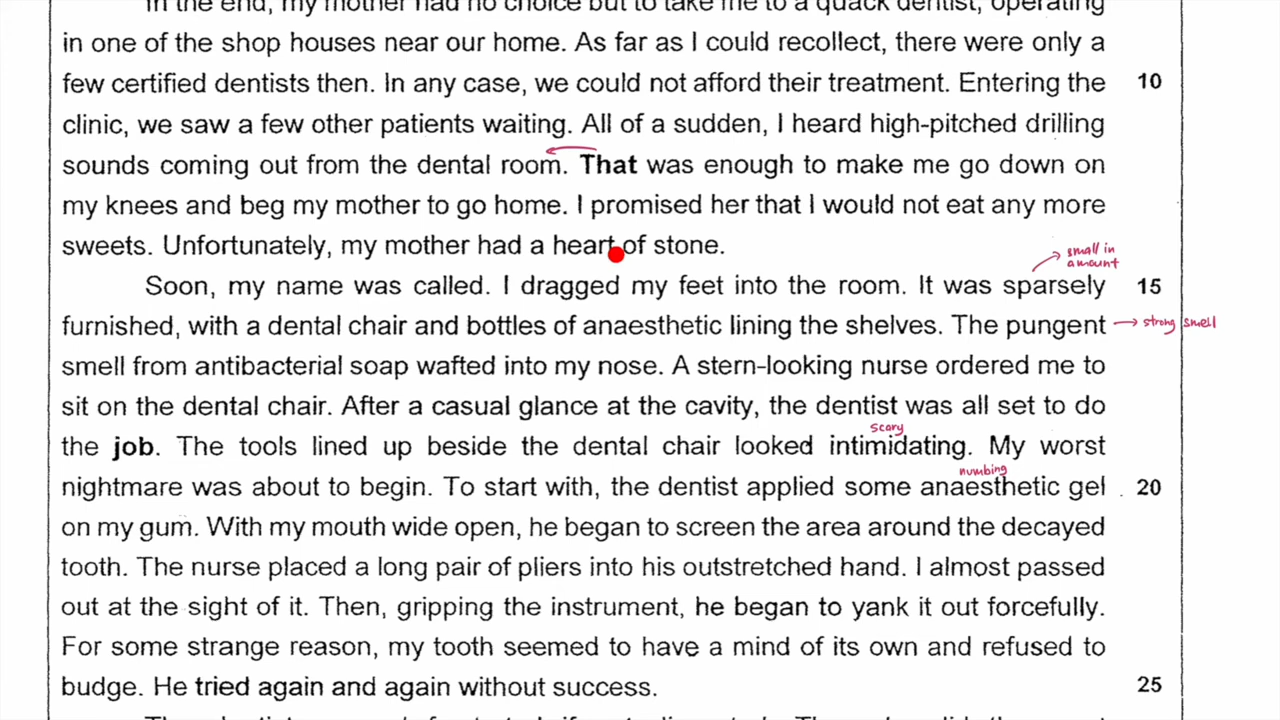 In the end, my mother had no choice but to take me to a quack dentist, operating
in one of the shop houses near our home. As far as I could recollect, there were only a
few certified dentists then. In any case, we could not afford their treatment. Entering the 10
clinic, we saw a few other patients waiting. All of a sudden, I heard high-pitched drilling
sounds coming out from the dental room. That was enough to make me go down on
my knees and beg my mother to go home. I promised her that I would not eat any more
sweets. Unfortunately, my mother had a heart of stone.
small in
amount
Soon, my name was called. I dragged my feet into the room. It was sparsely 15
furnished, with a dental chair and bottles of anaesthetic lining the shelves. The pungent → strong smell
smell from antibacterial soap wafted into my nose. A stern-looking nurse ordered me to
sit on the dental chair. After a casual glance at the cavity, the dentist was all set to do
scary
the job. The tools lined up beside the dental chair looked intimidating. My worst
numbing
nightmare was about to begin. To start with, the dentist applied some anaesthetic gel 20
on my gum. With my mouth wide open, he began to screen the area around the decayed
tooth. The nurse placed a long pair of pliers into his outstretched hand. I almost passed
out at the sight of it. Then, gripping the instrument, he began to yank it out forcefully.
For some strange reason, my tooth seemed to have a mind of its own and refused to
budge. He tried again and again without success. 25